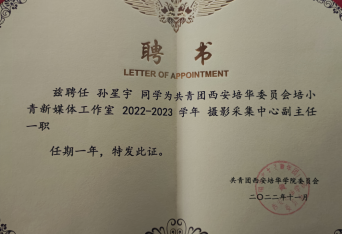 聘书
LETTER OF APPOINTMENT
兹聘任 孙星宇 同学为共青团西安培华委员会培小
青新媒体工作室 2022-2023 学年 摄影采集中心副主任
一职
任期一年，特发此证。
共青团西安培华学院委员会
二〇二二年十一月